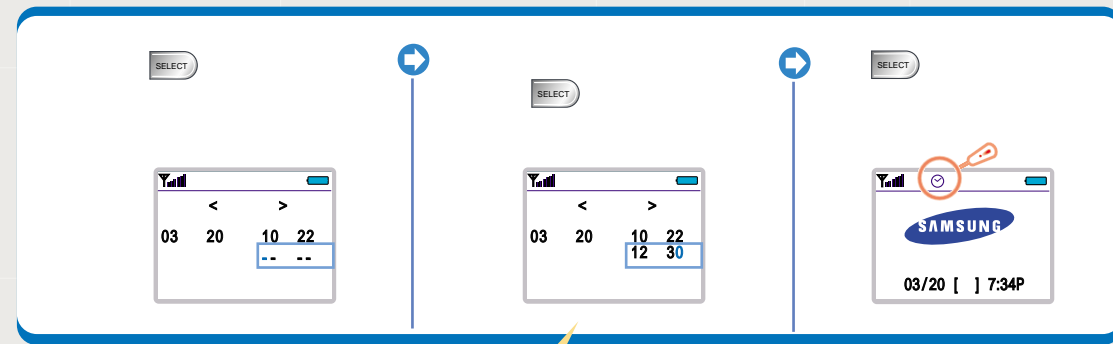 SELECT
< >
03 20 10 22
-- --
SELECT
< >
03 20 10 22
12 30
SELECT
SAMSUNG
03/20 [ ] 7:34P